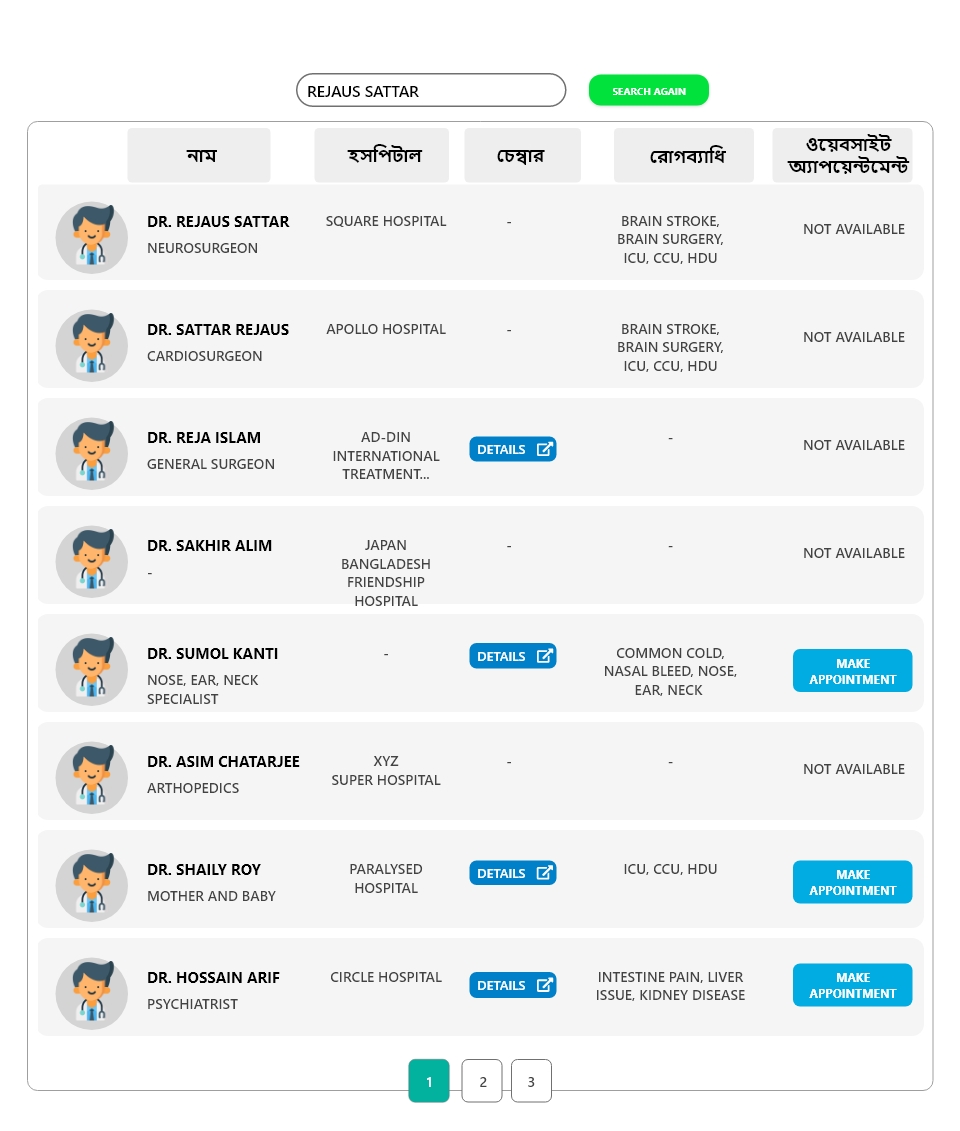 REJAUS SATTAR
SEARCH AGAIN
নাম
হসপিটাল
চেম্বার
রোগব্যাধি
ওয়েবসাইট
অ্যাপয়েন্টমেন্ট
DR. REJAUS SATTAR
NEUROSURGEON
SQUARE HOSPITAL
-
BRAIN STROKE,
BRAIN SURGERY,
ICU, CCU, HDU
NOT AVAILABLE
DR. SATTAR REJAUS
CARDIOSURGEON
APOLLO HOSPITAL
-
BRAIN STROKE,
BRAIN SURGERY,
ICU, CCU, HDU
NOT AVAILABLE
DR. REJA ISLAM
GENERAL SURGEON
AD-DIN
INTERNATIONAL
TREATMENT...
DETAILS
-
NOT AVAILABLE
DR. SAKHIR ALIM
-
JAPAN
BANGLADESH
FRIENDSHIP
HOSPITAL
-
-
NOT AVAILABLE
DR. SUMOL KANTI
NOSE, EAR, NECK
SPECIALIST
-
DETAILS
COMMON COLD,
NASAL BLEED, NOSE,
EAR, NECK
MAKE
APPOINTMENT
DR. ASIM CHATARJEE
ARTHOPEDICS
XYZ
SUPER HOSPITAL
-
-
NOT AVAILABLE
DR. SHAILY ROY
MOTHER AND BABY
PARALYSED
HOSPITAL
DETAILS
ICU, CCU, HDU
MAKE
APPOINTMENT
DR. HOSSAIN ARIF
PSYCHIATRIST
CIRCLE HOSPITAL
DETAILS
INTESTINE PAIN, LIVER
ISSUE, KIDNEY DISEASE
MAKE
APPOINTMENT
1 2 3